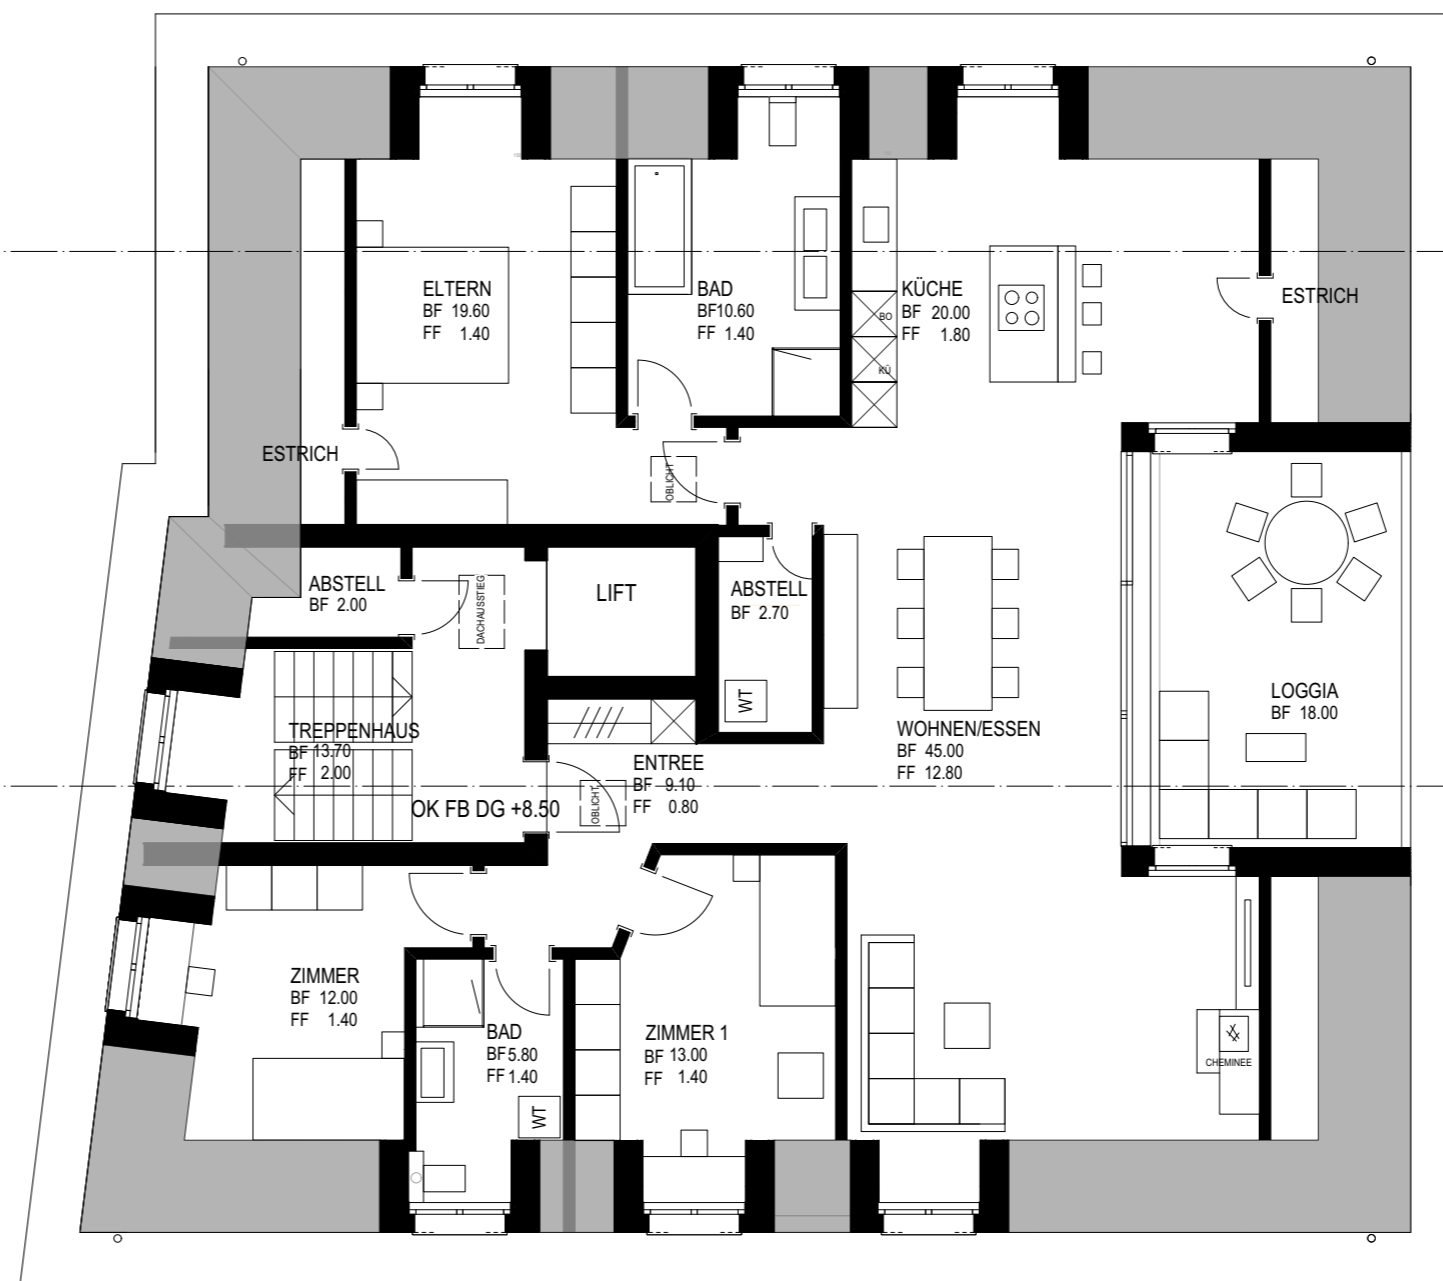 ELTERN
BF 19.60
FF 1.40
BAD
BF10.60
FF 1.40
KÜCHE
BF 20.00
FF 1.80
BO
KÜ
ESTRICH
ESTRICH
OBLICHT
ABSTELL
BF 2.00
DACHAUSSTIEG
LIFT
ABSTELL
BF 2.70
WT
LOGGIA
BF 18.00
TREPPENHAUS
BF 13.70
FF 2.00
WOHNEN/ESSEN
BF 45.00
FF 12.80
ENTREE
BF 9.10
FF 0.80
OBLICHT
OK FB DG +8.50
ZIMMER
BF 12.00
FF 1.40
BAD
BF5.80
FF1.40
WT
ZIMMER 1
BF 13.00
FF 1.40
CHEMINEE